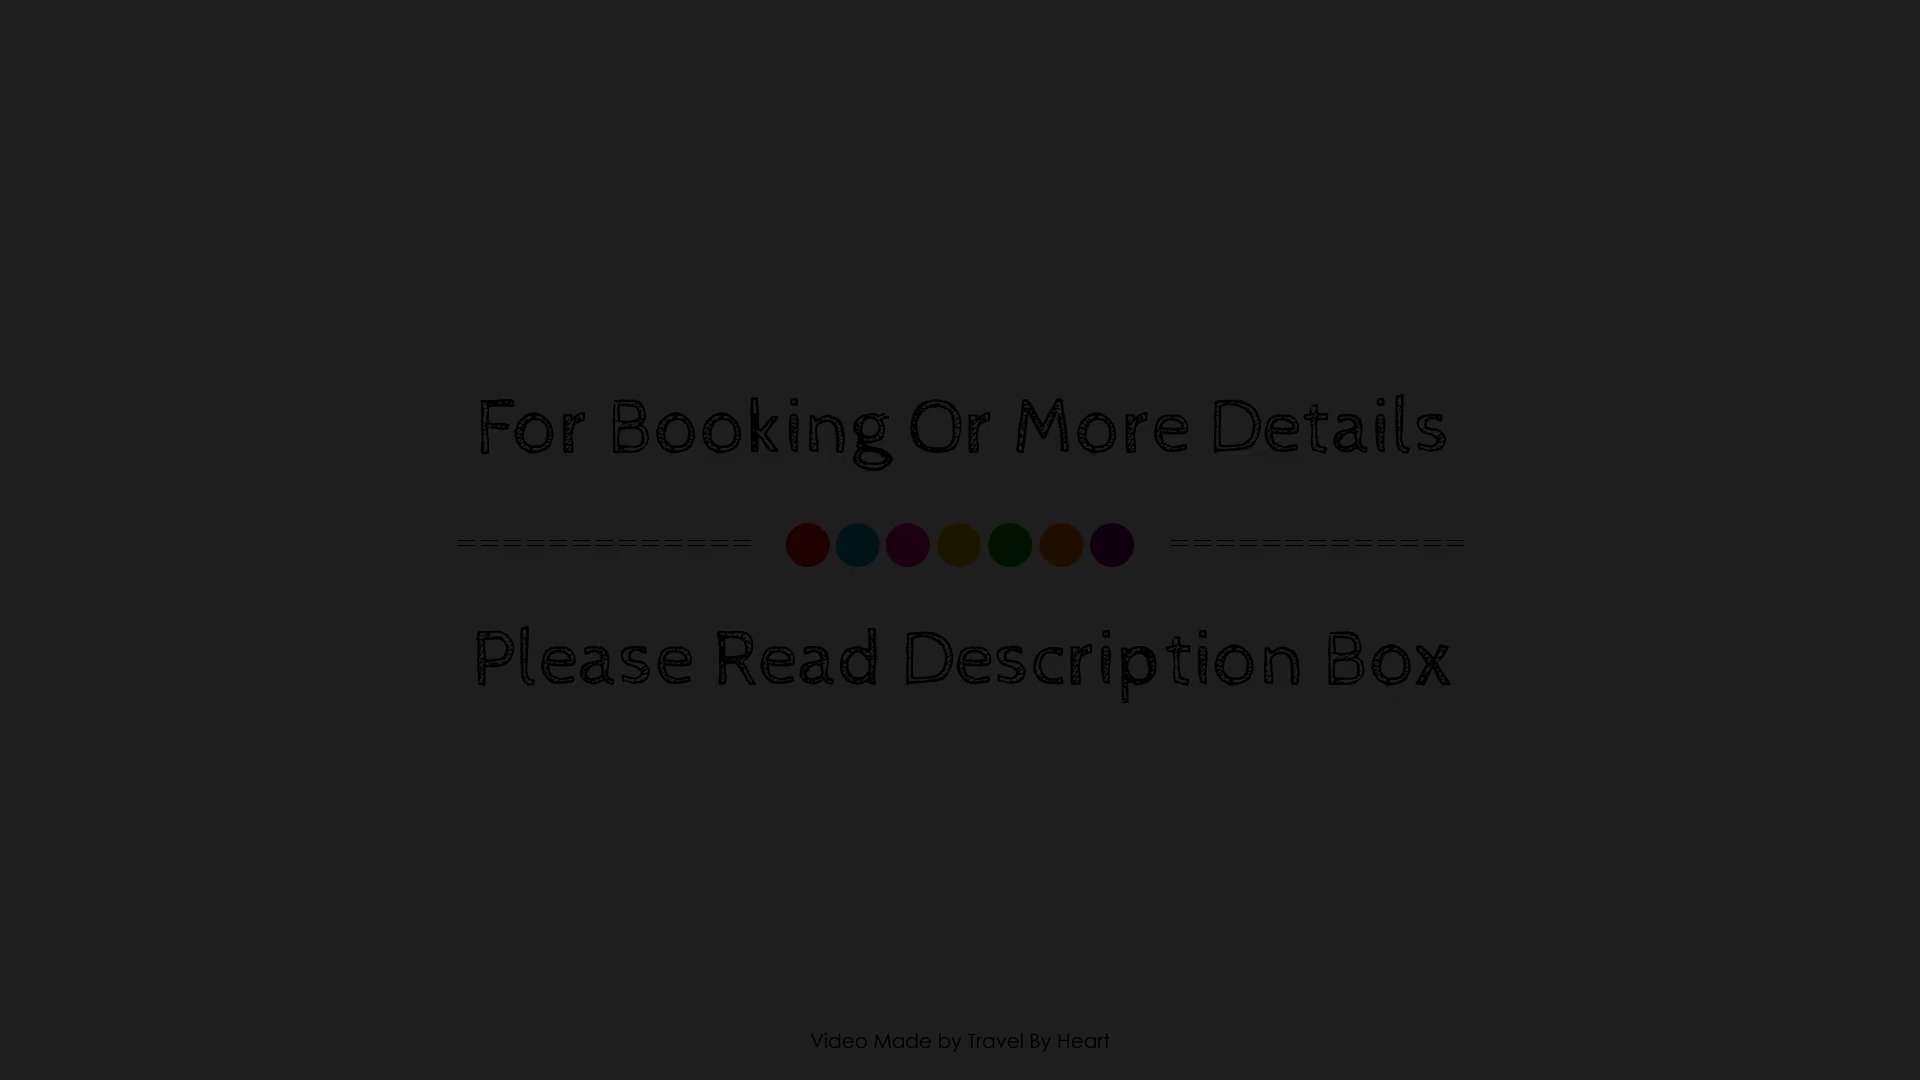 For Booking Or More Details
============= =============
Please Read Description Box
Video Made by Travel By Heart